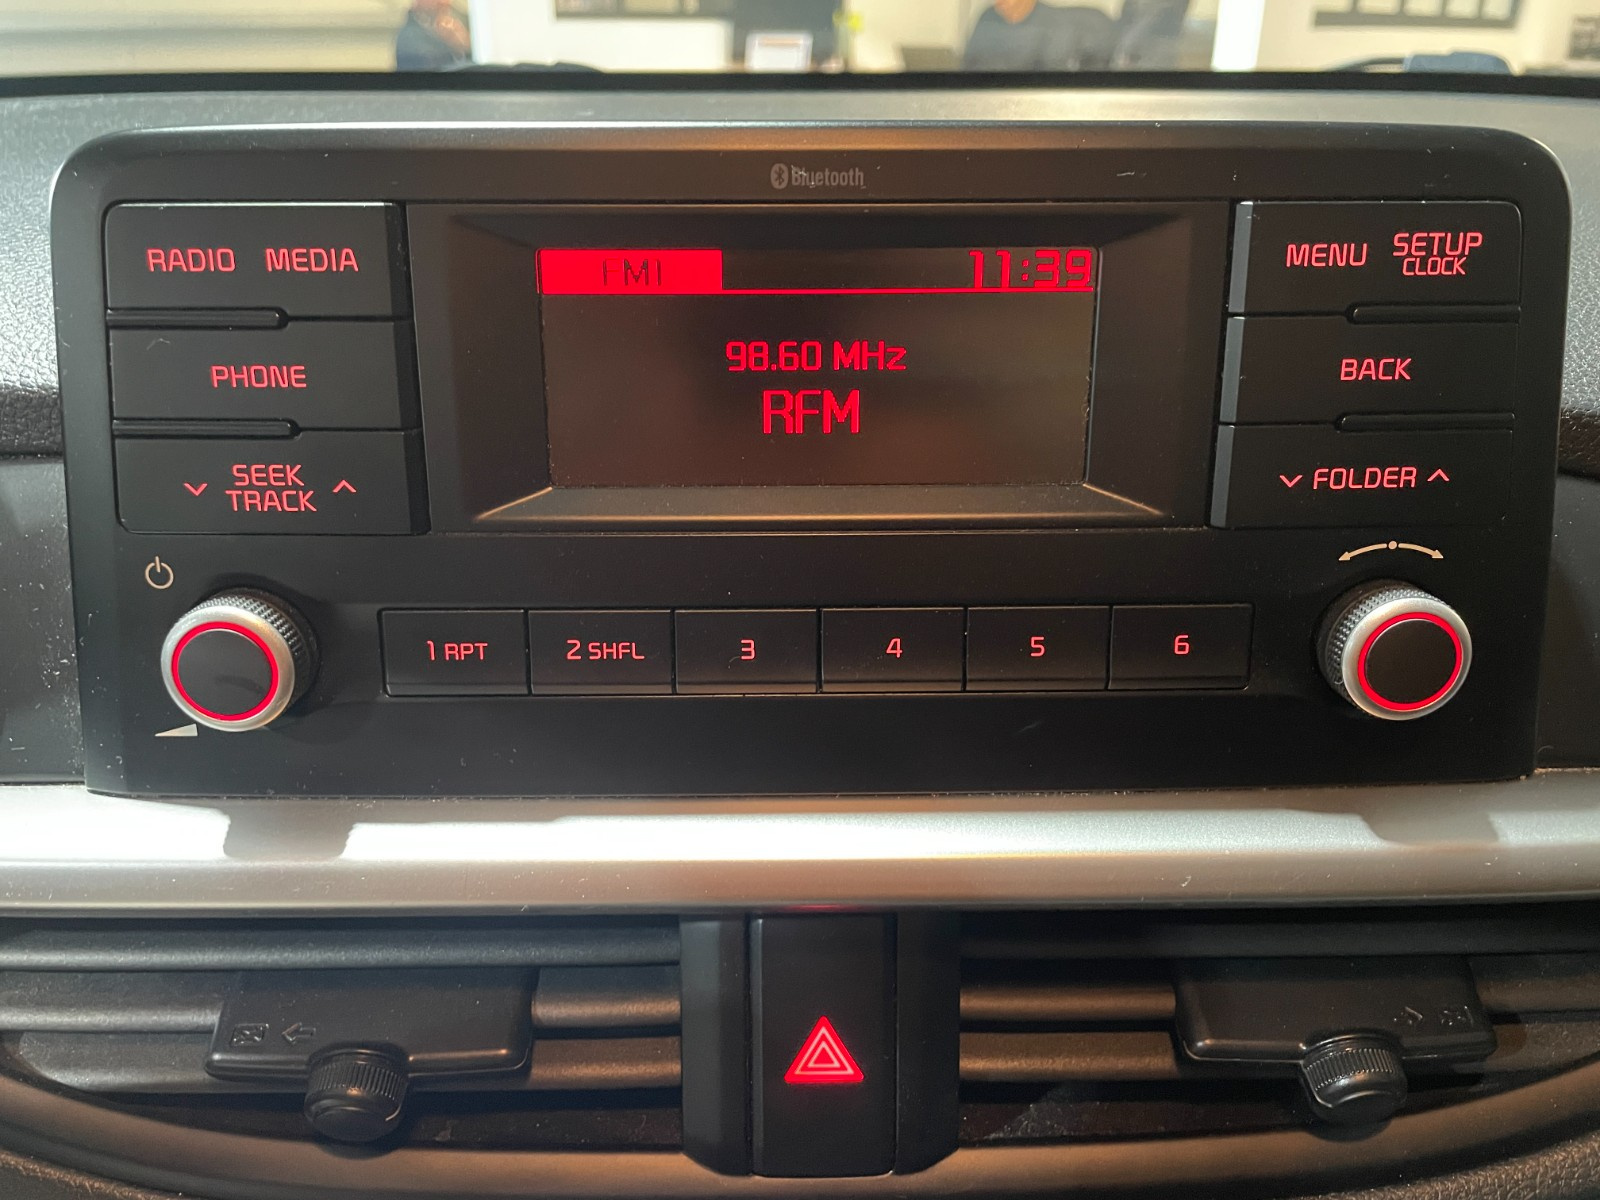 Bluetooth
RADIO MEDIA
FM1 11:39
MENU SETUP
CLOCK
98.60 MHz
RFM
PHONE
BACK
SEEK
TRACK
FOLDER
1 RPT 2 SHFL 3 4 5 6